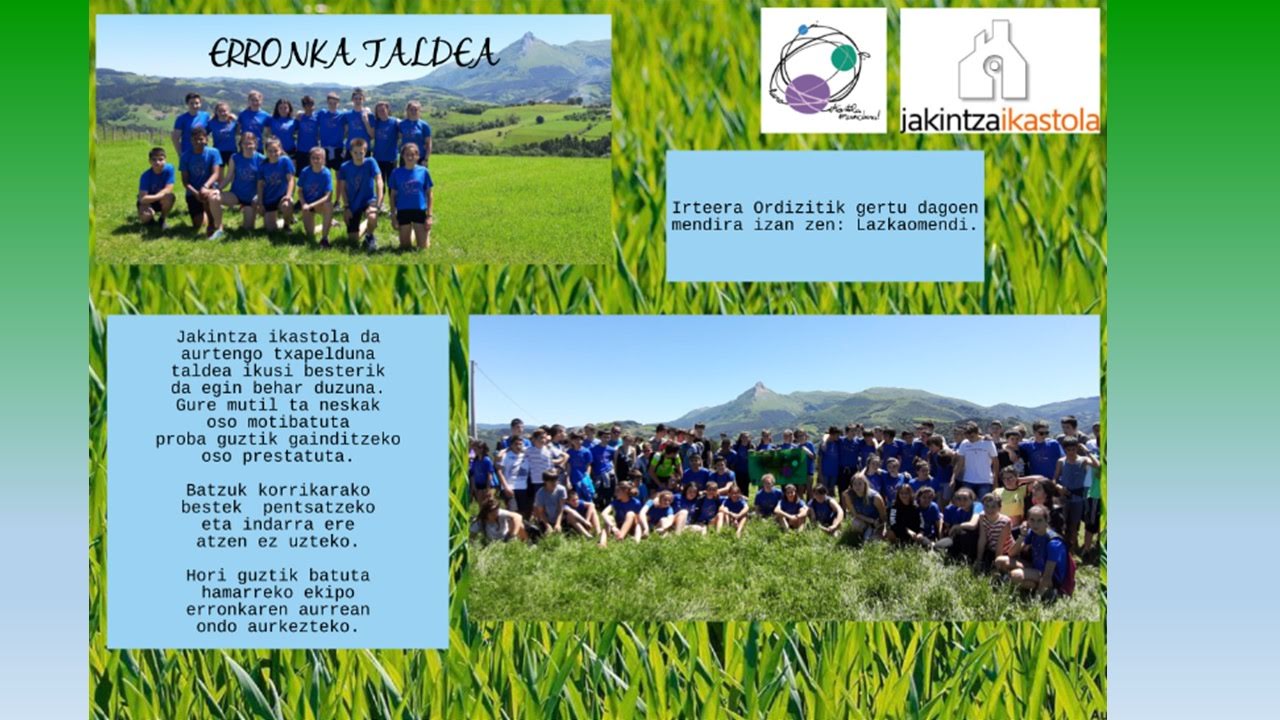 ERRONKA TALDEA
jakintzaikastola
Irteera Ordizitik gertu dagoen
mendira izan zen: Lazkaomendi.
Jakintza ikastola da
aurtengo txapelduna
taldea ikusi besterik
da egin behar duzuna.
Gure mutil ta neskak
oso motibatuta
proba guztik gainditzeko
oso prestatuta.
Batzuk korrikarako
bestek pentsatzeko
eta indarra ere
atzen ez uzteko.
Hori guztik batuta
hamarreko ekipo
erronkaren aurrean
ondo aurkezteko.